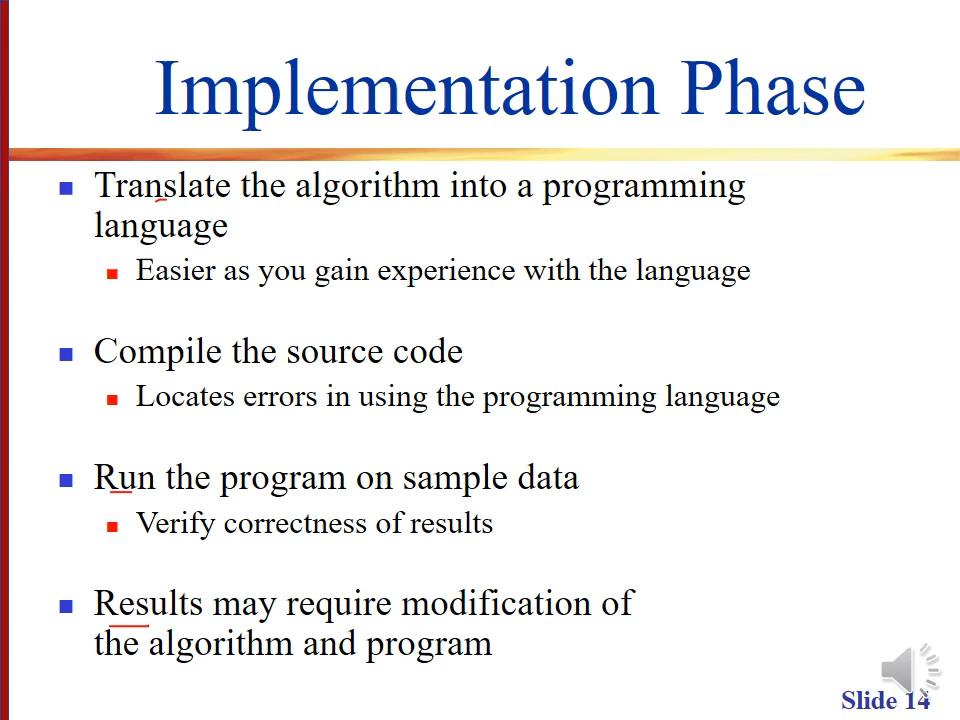 Implementation Phase
Translate the algorithm into a programming
language
Easier as you gain experience with the language
Compile the source code
Locates errors in using the programming language
Run the program on sample data
Verify correctness of results
Results may require modification of
the algorithm and program
Slide 14